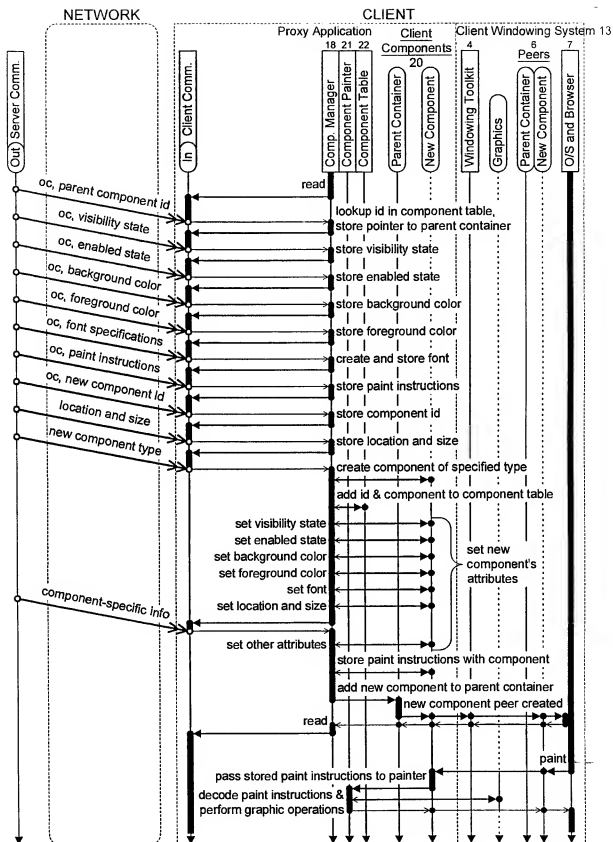 NETWORK
CLIENT
Proxy Application
Client Components
20
Client Windowing System 13
18 21 22
4
6
Peers
7
Out
Server Comm.
In
Client Comm.
Comp. Manager
Component Painter
Component Table
Parent Container
New Component
Windowing Toolkit
Graphics
Parent Container
New Component
O/S and Browser
read
oc, parent component id
lookup id in component table,
store pointer to parent container
oc, visibility state
store visibility state
oc, enabled state
store enabled state
oc, background color
store background color
oc, foreground color
store foreground color
oc, font specifications
create and store font
oc, paint instructions
store paint instructions
oc, new component id
store component id
location and size
store location and size
new component type
create component of specified type
add id & component to component table
set visibility state
set enabled state
set background color
set foreground color
set font
set location and size
set new
component's
attributes
component-specific info
set other attributes
store paint instructions with component
add new component to parent container
new component peer created
read
paint
pass stored paint instructions to painter
decode paint instructions &
perform graphic operations